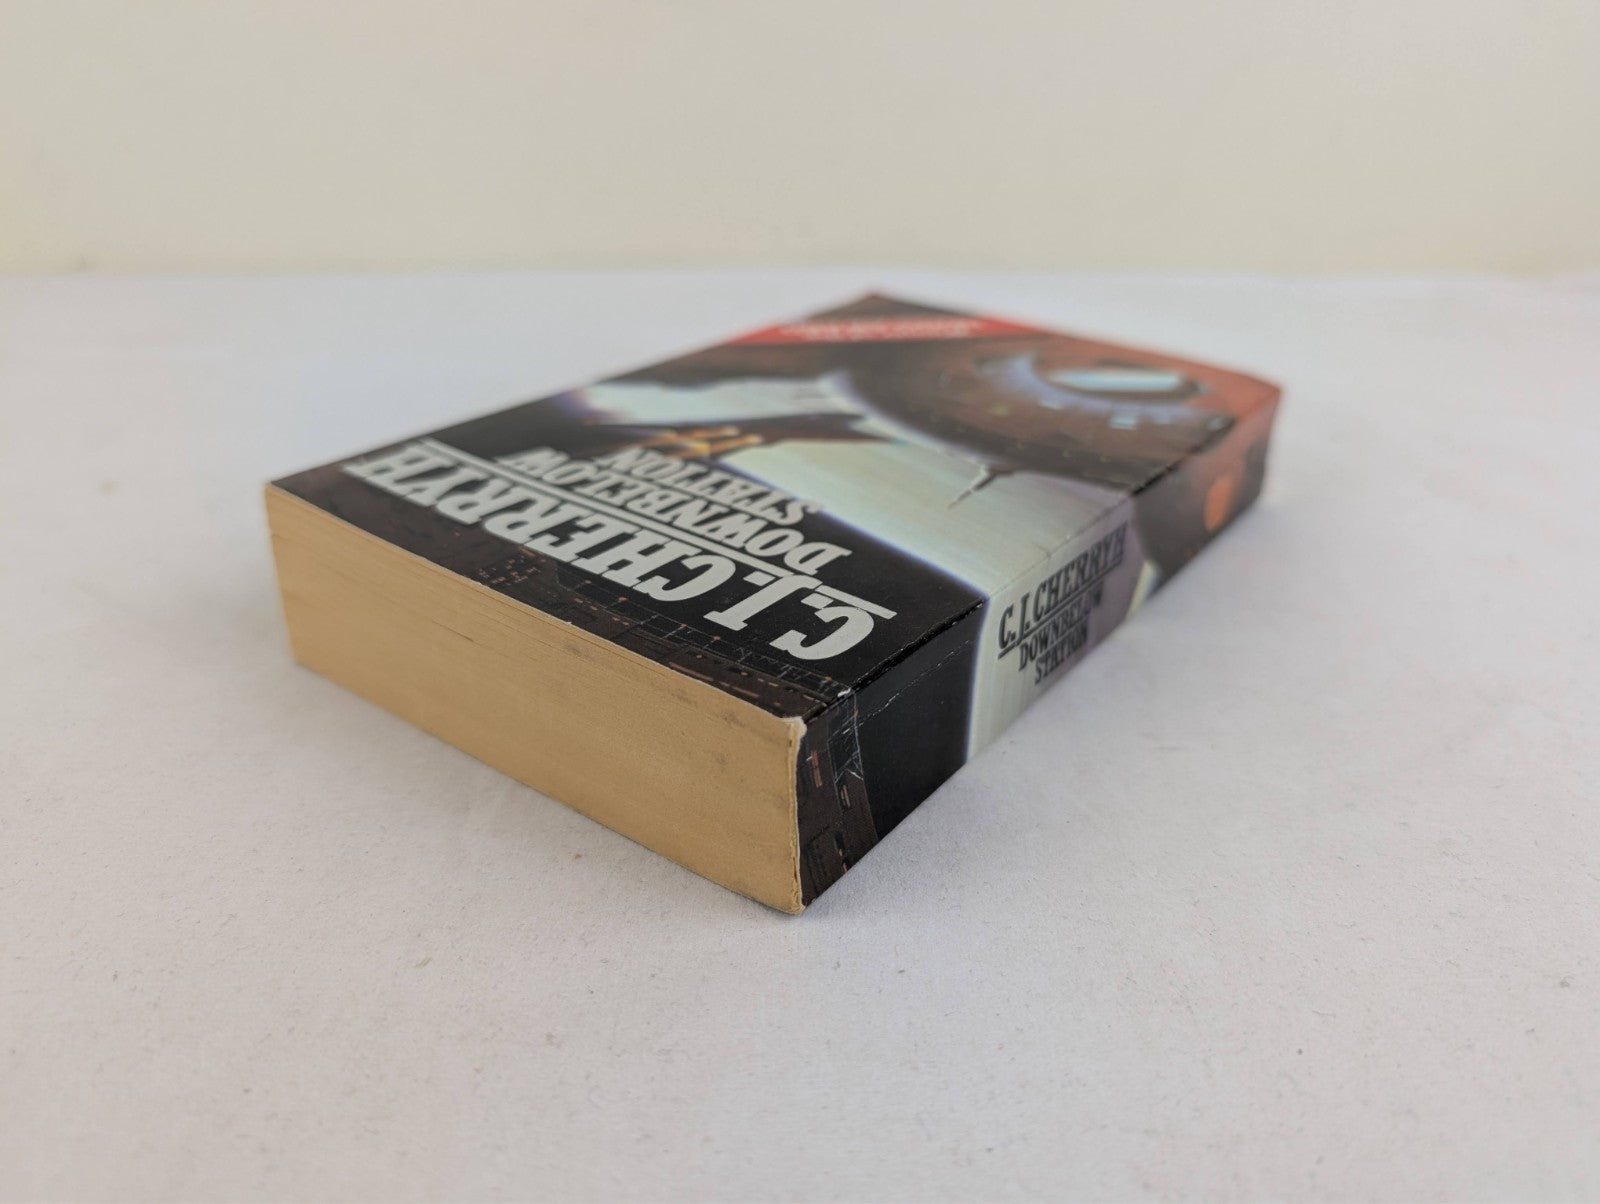 C.J. CHERRYH
DOWNBELOW
STATION
C.J. CHERRYH
DOWNBELOW
STATION